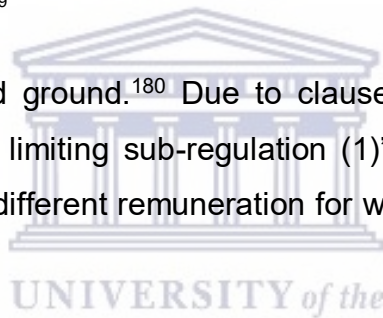 d ground.180 Due to clause
limiting sub-regulation (1)"
different remuneration for w
UNIVERSITY of the